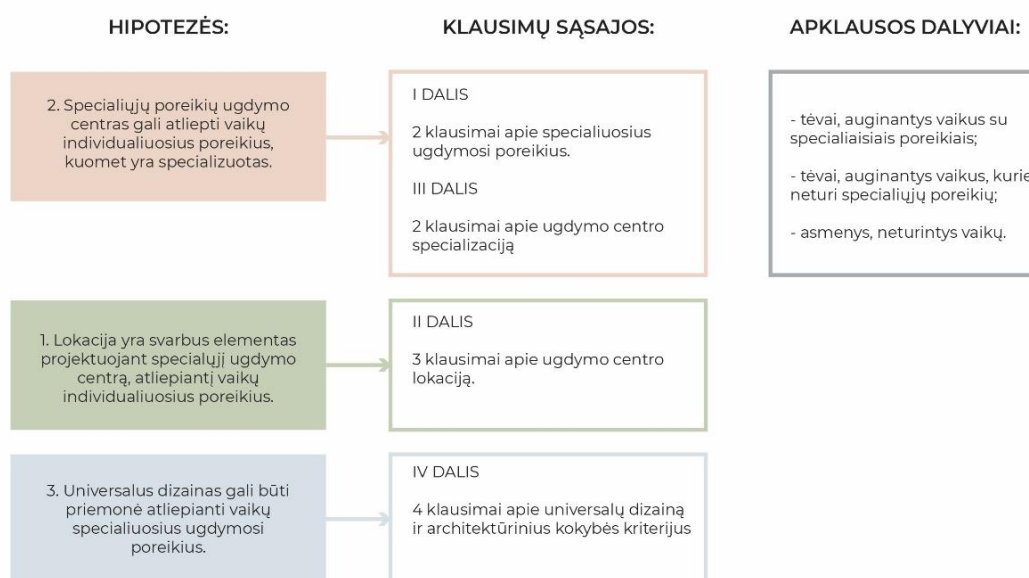 HIPOTEZĖS:
KLAUSIMŲ SĄSAJOS:
APKLAUSOS DALYVIAI:
2. Specialiųjų poreikių ugdymo
centras gali atliepti vaikų
individualiuosius poreikius,
kuomet yra specializuotas.
I DALIS
2 klausimai apie specialiuosius
ugdymosi poreikius.
III DALIS
2 klausimai apie ugdymo centro
specializaciją
- tėvai, auginantys vaikus su
specialiaisiais poreikiais;
- tėvai, auginantys vaikus, kurie
neturi specialiųjų poreikių;
- asmenys, neturintys vaikų.
1. Lokacija yra svarbus elementas
projektuojant specialųjį ugdymo
centrą, atliepiantį vaikų
individualiuosius poreikius.
II DALIS
3 klausimai apie ugdymo centro
lokaciją.
3. Universalus dizainas gali būti
priemonė atliepianti vaikų
specialiuosius ugdymosi
poreikius.
IV DALIS
4 klausimai apie universalų dizainą
ir architektūrinius kokybės kriterijus